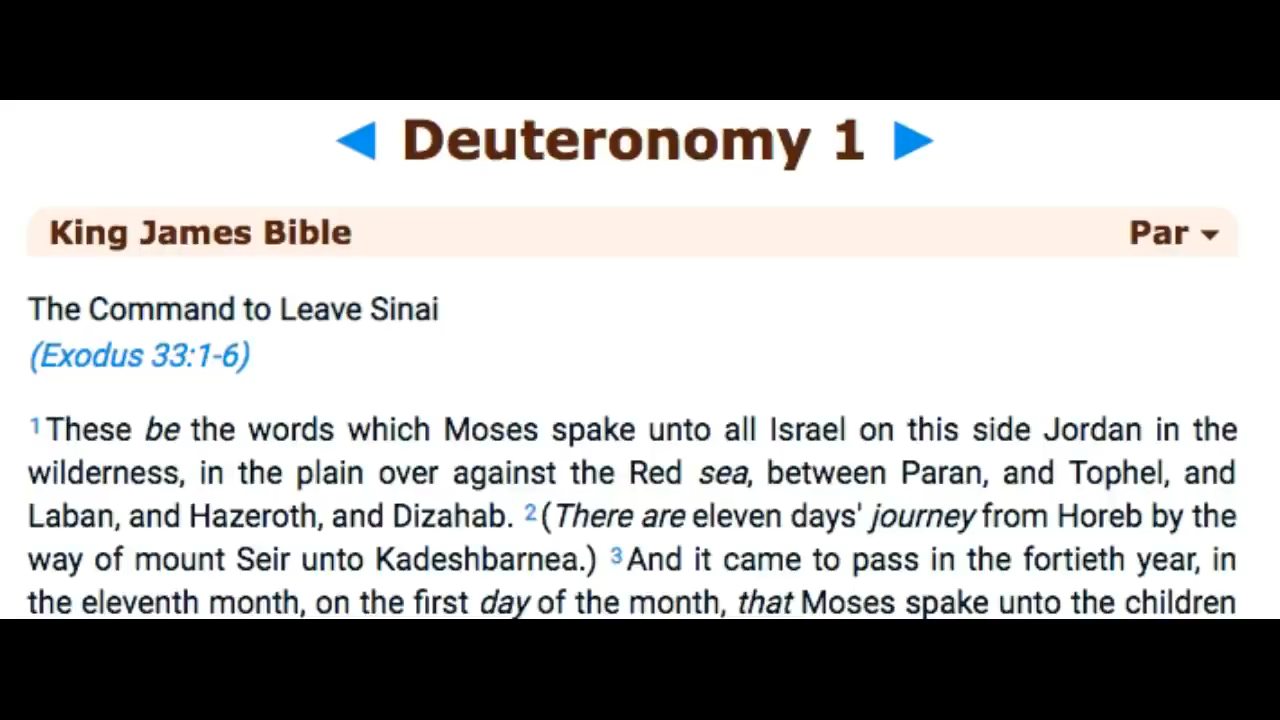 ◀ Deuteronomy 1 ▶
King James Bible Par ▾
The Command to Leave Sinai
(Exodus 33:1-6)
1 These be the words which Moses spake unto all Israel on this side Jordan in the
wilderness, in the plain over against the Red sea, between Paran, and Tophel, and
Laban, and Hazeroth, and Dizahab. 2 (There are eleven days' journey from Horeb by the
way of mount Seir unto Kadeshbarnea.) 3 And it came to pass in the fortieth year, in
the eleventh month, on the first day of the month, that Moses spake unto the children